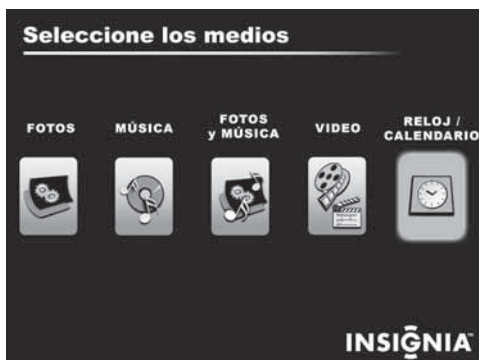 Seleccione los medios
FOTOS
MÚSICA
FOTOS
y MÚSICA
VIDEO
RELOJ /
CALENDARIO
INSIGNIA